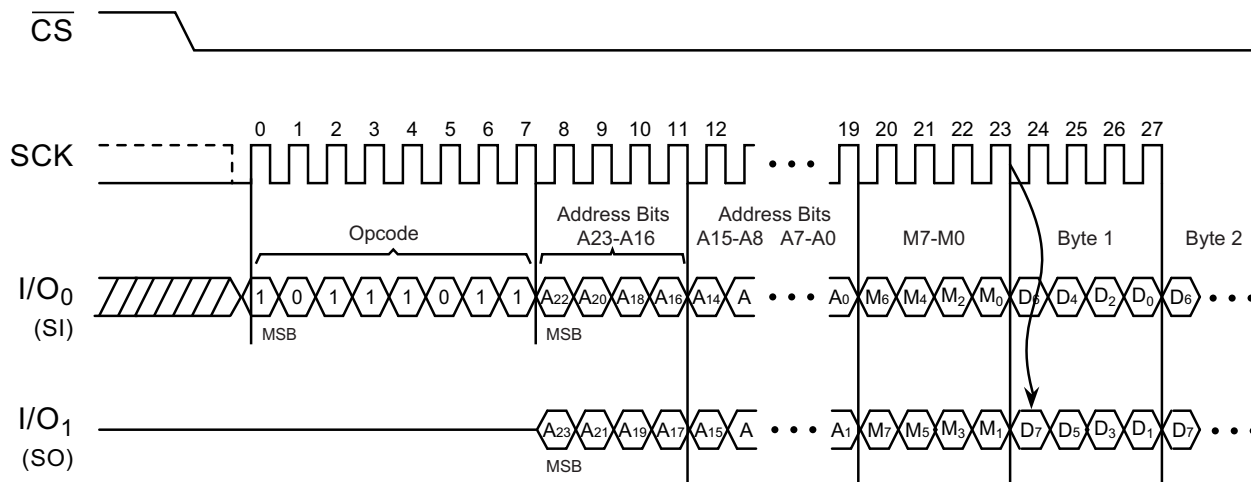 CS
0 1 2 3 4 5 6 7 8 9 10 11 12 19 20 21 22 23 24 25 26 27
SCK
Opcode
Address Bits
A23-A16
Address Bits
A15-A8 A7-A0
M7-M0
Byte 1
Byte 2
I/O0
(SI)
1 0 1 1 1 0 1 1 A22 A20 A18 A16 A14 A A0 M6 M4 M2 M0 D6 D4 D2 D0 D6
MSB MSB
I/O1
(SO)
A23 A21 A19 A17 A15 A A1 M7 M5 M3 M1 D7 D5 D3 D1 D7
MSB